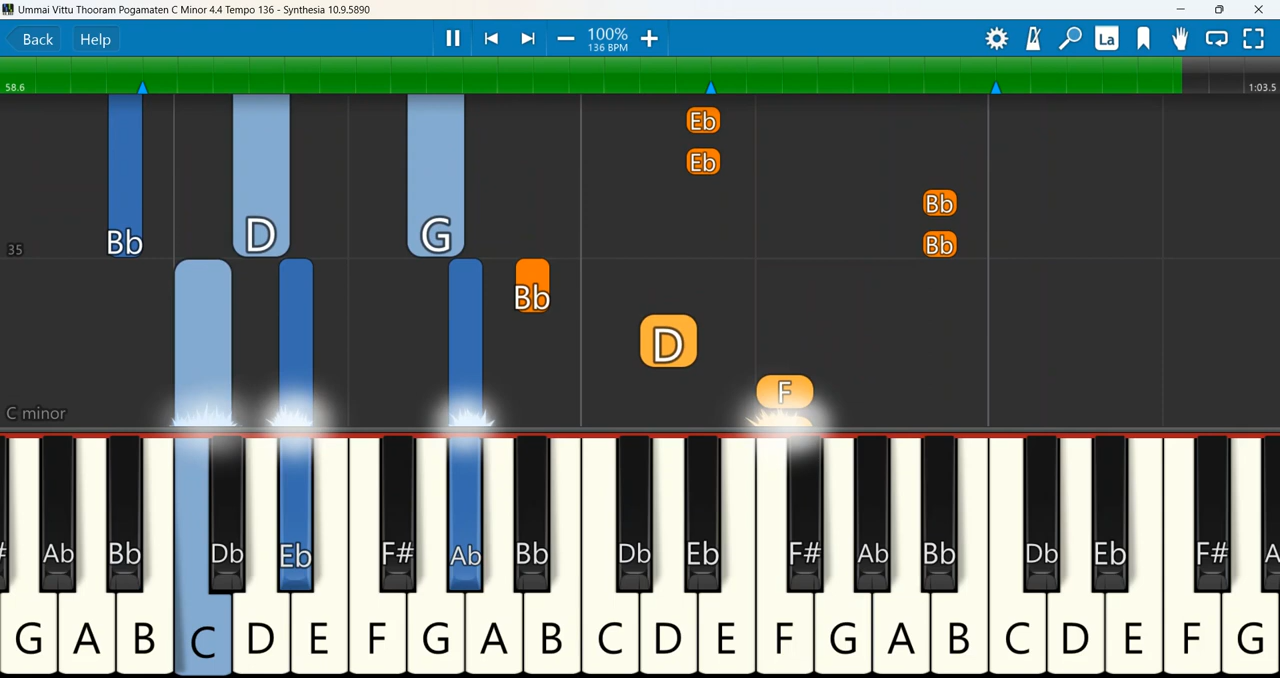 Ummai Vittu Thooram Pogamaten C Minor 4.4 Tempo 136 - Synthesia 10.9.5890
Back Help 100% La
136 BPM
58.6 1:03.5
Eb
Eb
Bb
Bb D G Bb
35
Bb
D
F
C minor
Ab Bb Db Eb F# Ab Bb Db Eb F# Ab Bb Db Eb F#
G A B C D E F G A B C D E F G A B C D E F G